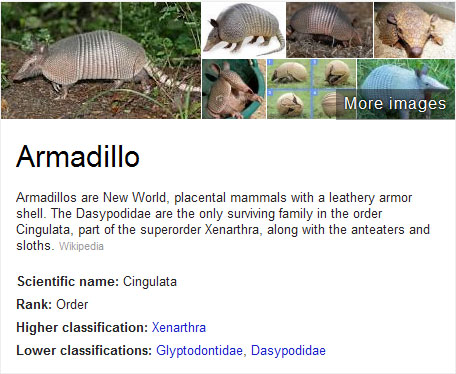 More images
Armadillo
Armadillos are New World, placental mammals with a leathery armor
shell. The Dasypodidae are the only surviving family in the order
Cingulata, part of the superorder Xenarthra, along with the anteaters and
sloths. Wikipedia
Scientific name: Cingulata
Rank: Order
Higher classification: Xenarthra
Lower classifications: Glyptodontidae, Dasypodidae